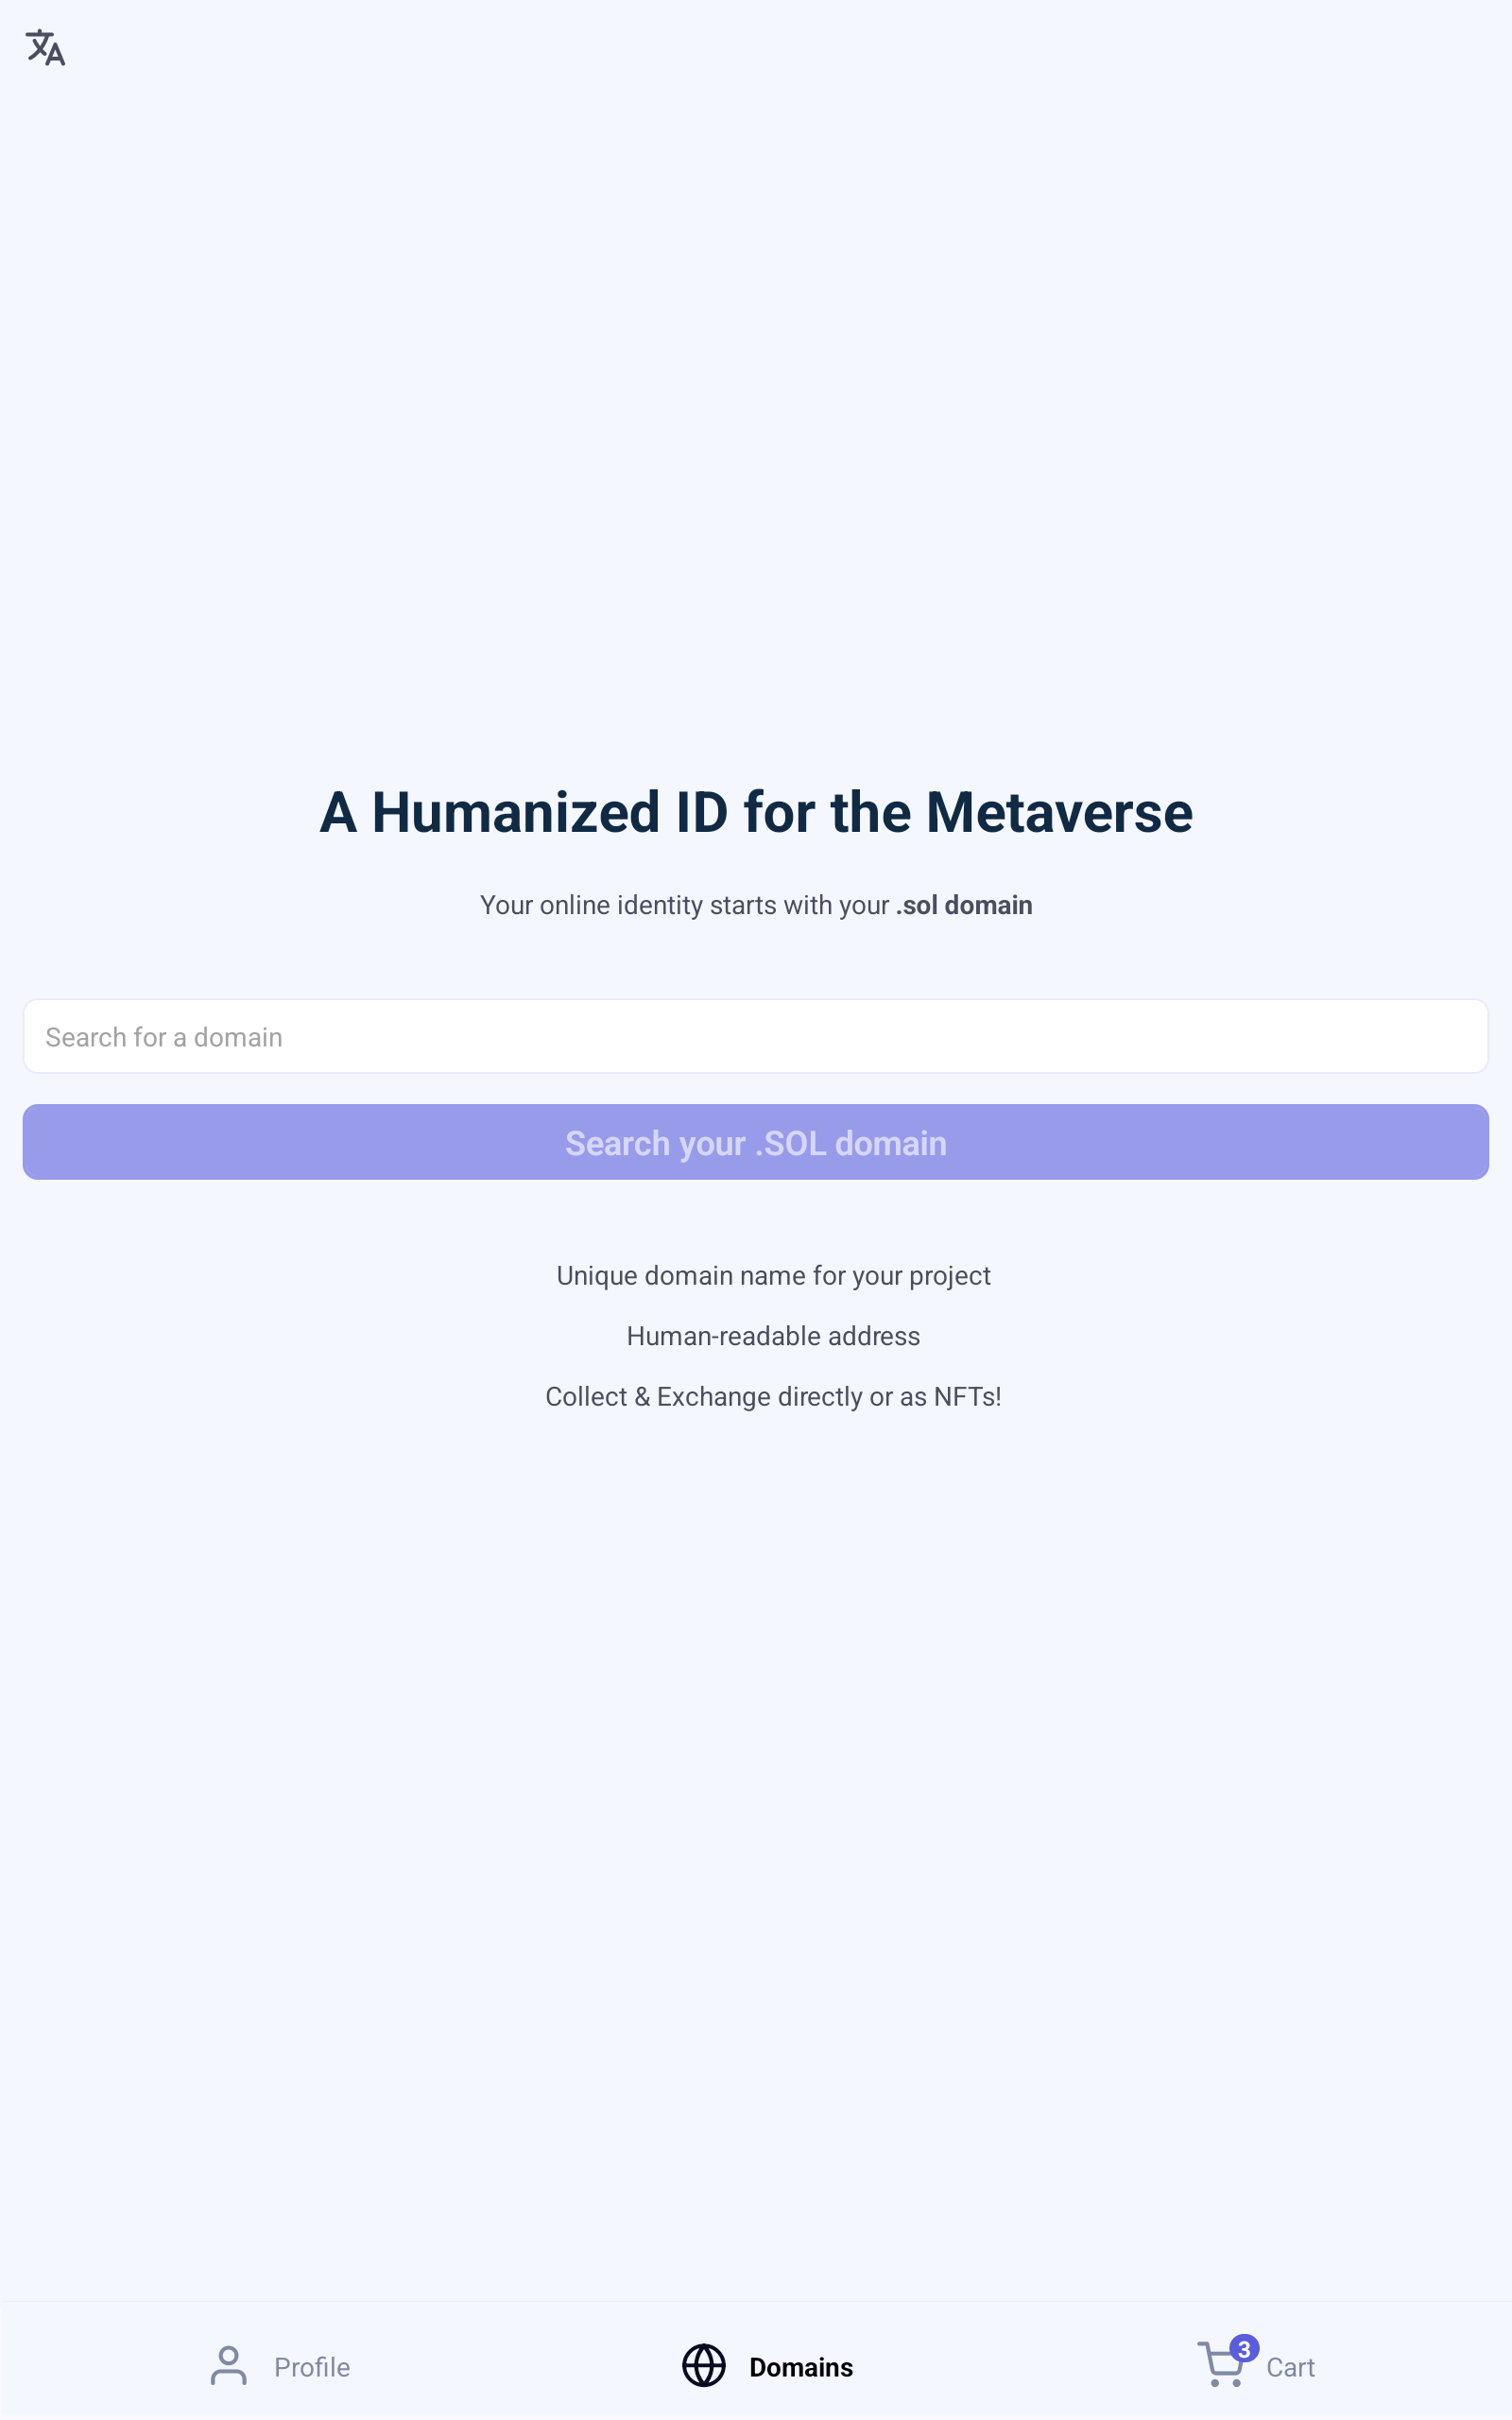 A Humanized ID for the Metaverse
Your online identity starts with your .sol domain
Search for a domain
Search your .SOL domain
Unique domain name for your project
Human-readable address
Collect & Exchange directly or as NFTs!
Profile
Domains
3
Cart